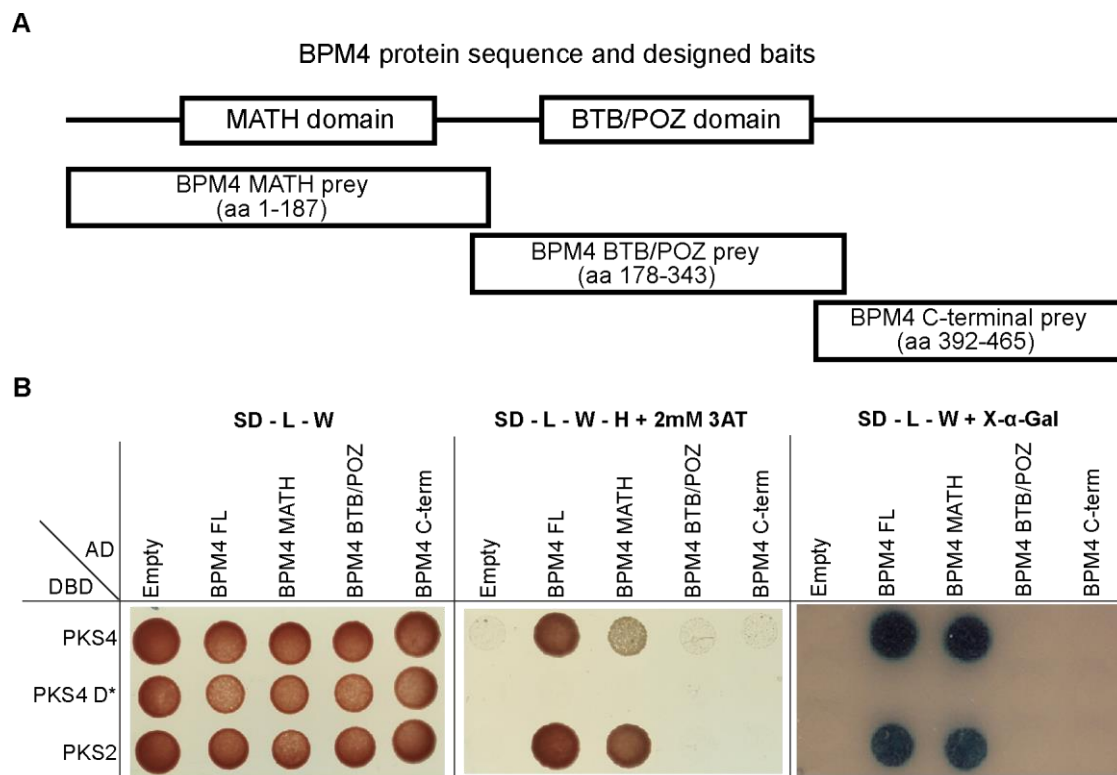 A
BPM4 protein sequence and designed baits
MATH domain
BTB/POZ domain
BPM4 MATH prey
(aa 1-187)
BPM4 BTB/POZ prey
(aa 178-343)
BPM4 C-terminal prey
(aa 392-465)
B
SD - L - W
SD - L - W - H + 2mM 3AT
SD - L - W + X-α-Gal
AD
DBD
Empty
BPM4 FL
BPM4 MATH
BPM4 BTB/POZ
BPM4 C-term
Empty
BPM4 FL
BPM4 MATH
BPM4 BTB/POZ
BPM4 C-term
Empty
BPM4 FL
BPM4 MATH
BPM4 BTB/POZ
BPM4 C-term
PKS4
PKS4 D*
PKS2